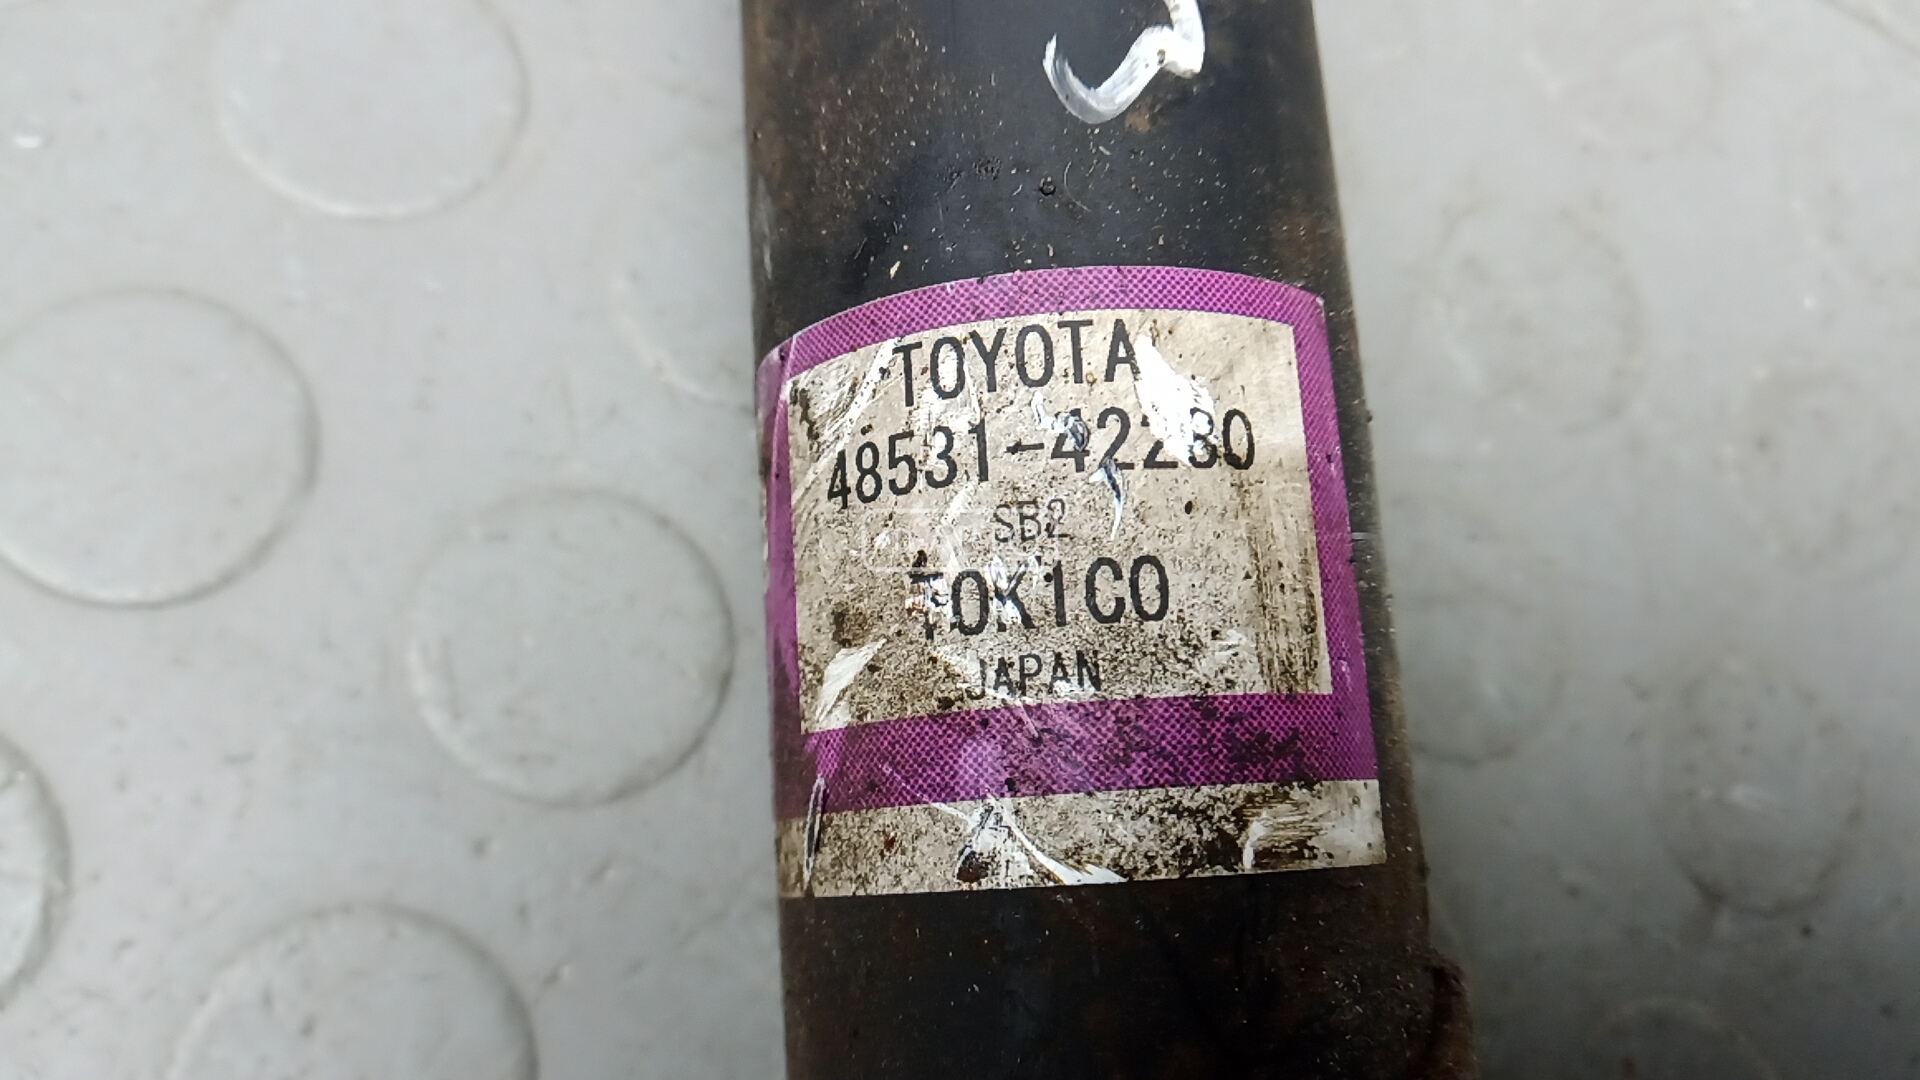 TOYOTA
48531-42280
SB2
TOKICO
JAPAN